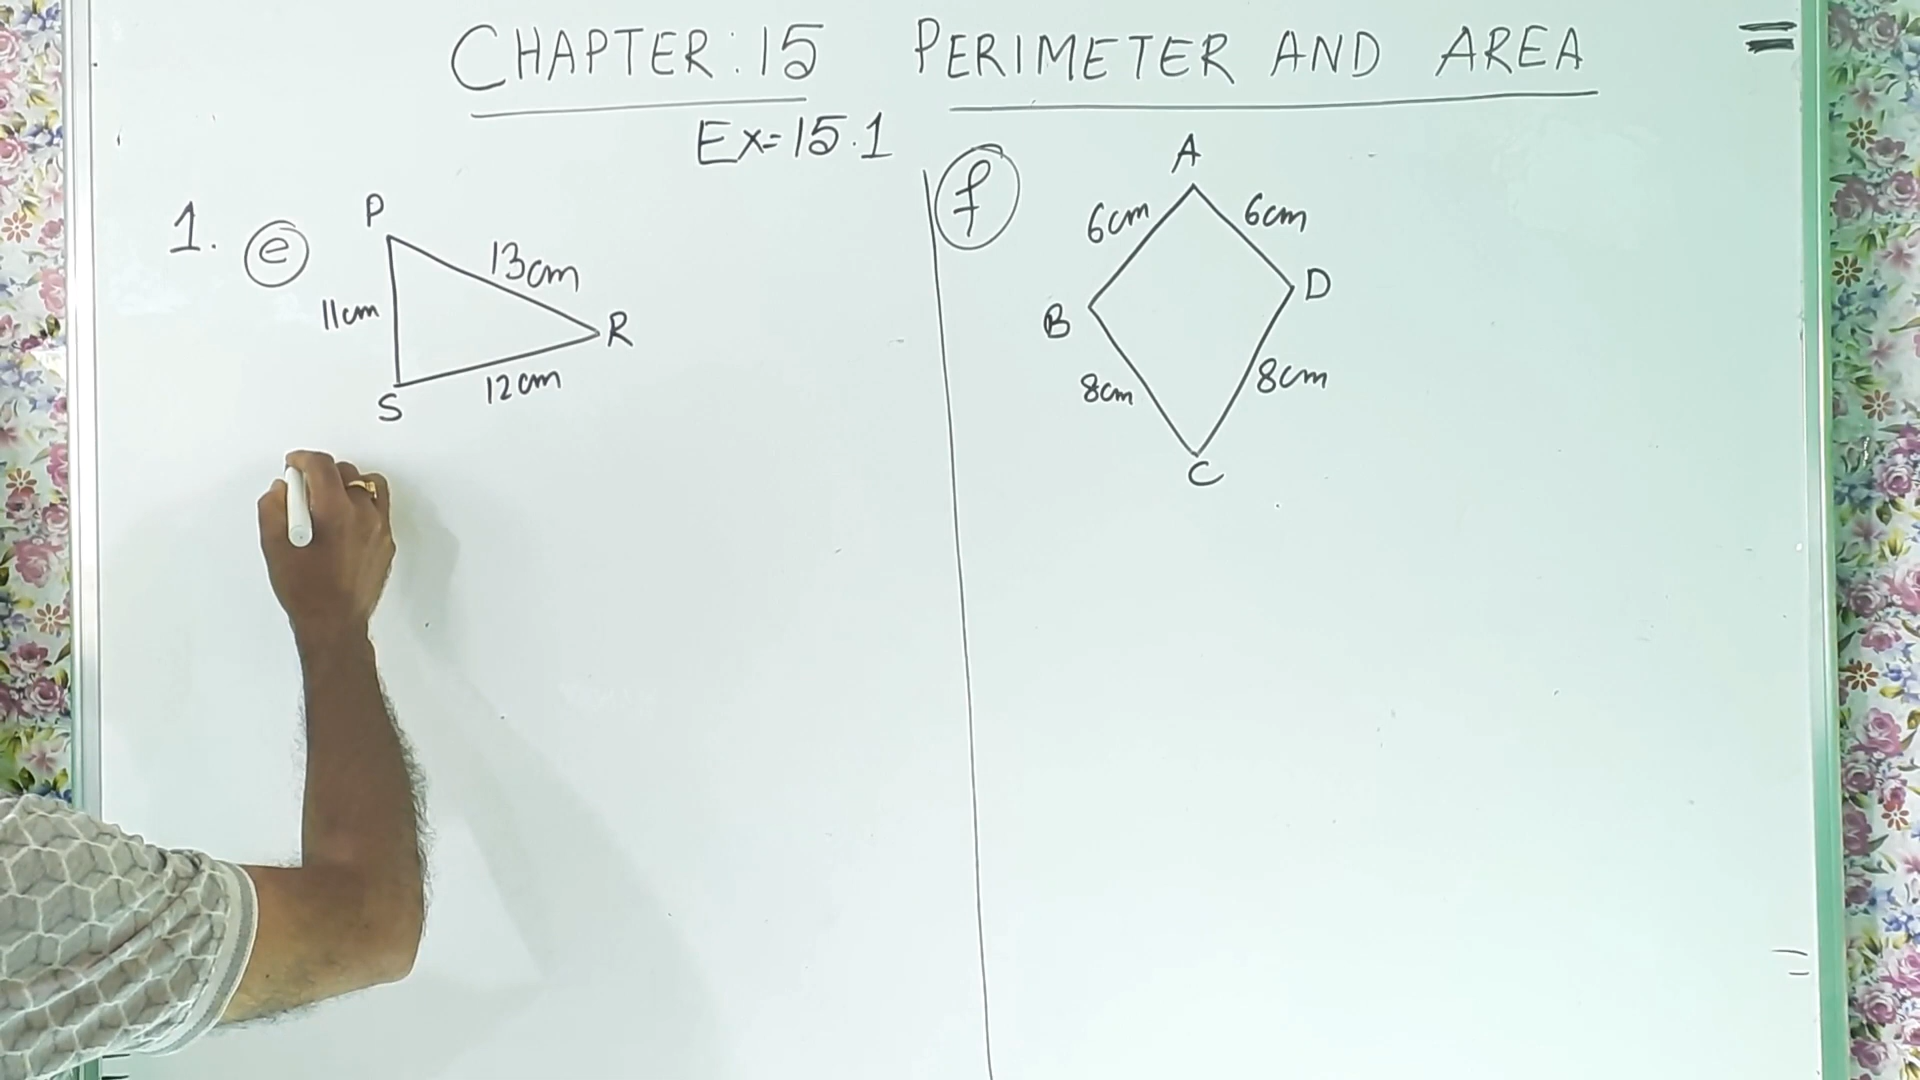 CHAPTER:15 PERIMETER AND AREA
Ex=15.1
1. e
P
13cm
11cm
R
12cm
S
f
A
6cm 6cm
D
B
8cm 8cm
C